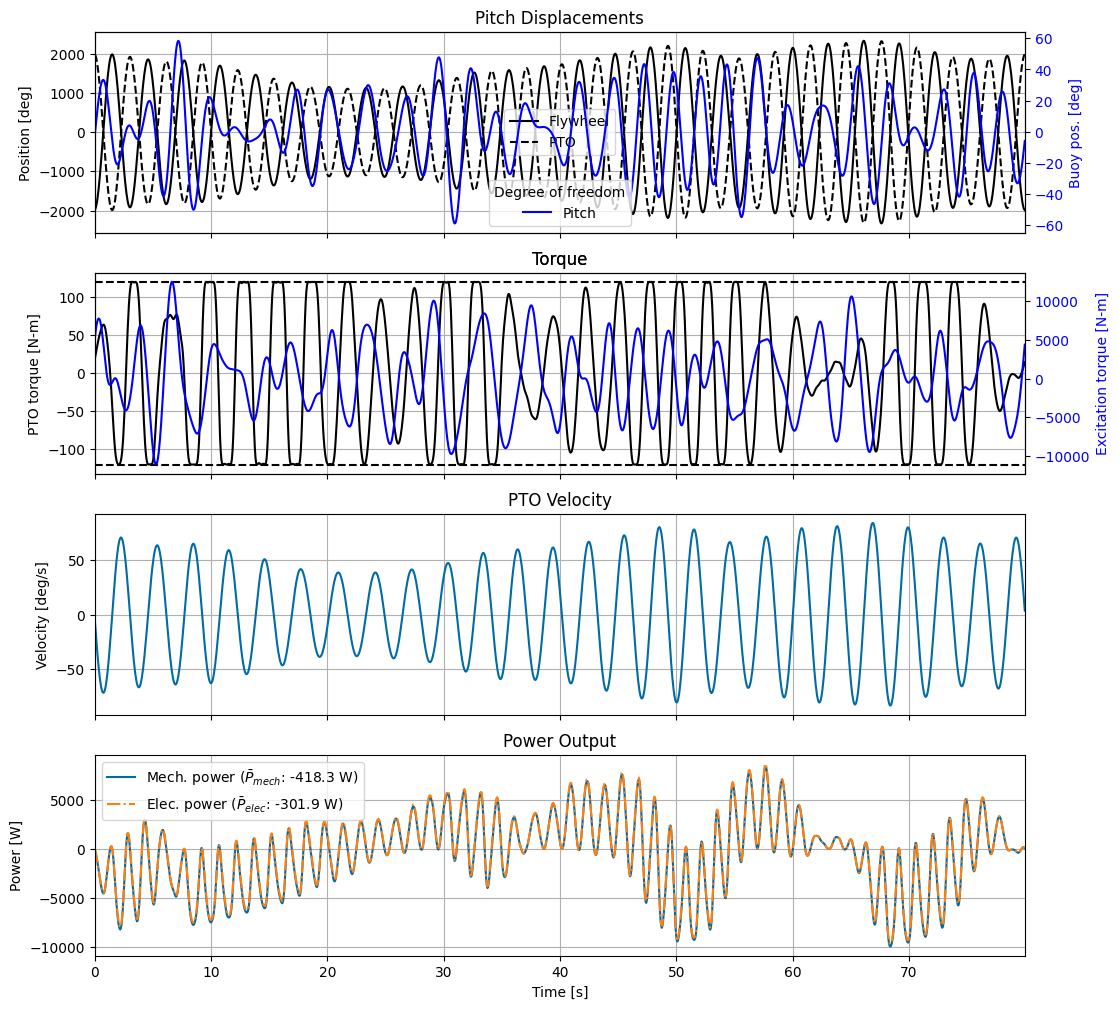 Pitch Displacements
Position [deg]
2000
1000
0
−1000
−2000
Flywheel
PTO
Degree of freedom
Pitch
60
40
20
0
−20
−40
−60
Buoy pos. [deg]
Torque
PTO torque [N-m]
100
50
0
−50
−100
10000
5000
0
−5000
−10000
Excitation torque [N-m]
PTO Velocity
Velocity [deg/s]
50
0
−50
Power Output
Power [W]
5000
0
−5000
−10000
Mech. power (P̄mech: -418.3 W)
Elec. power (P̄elec: -301.9 W)
0 10 20 30 40 50 60 70
Time [s]